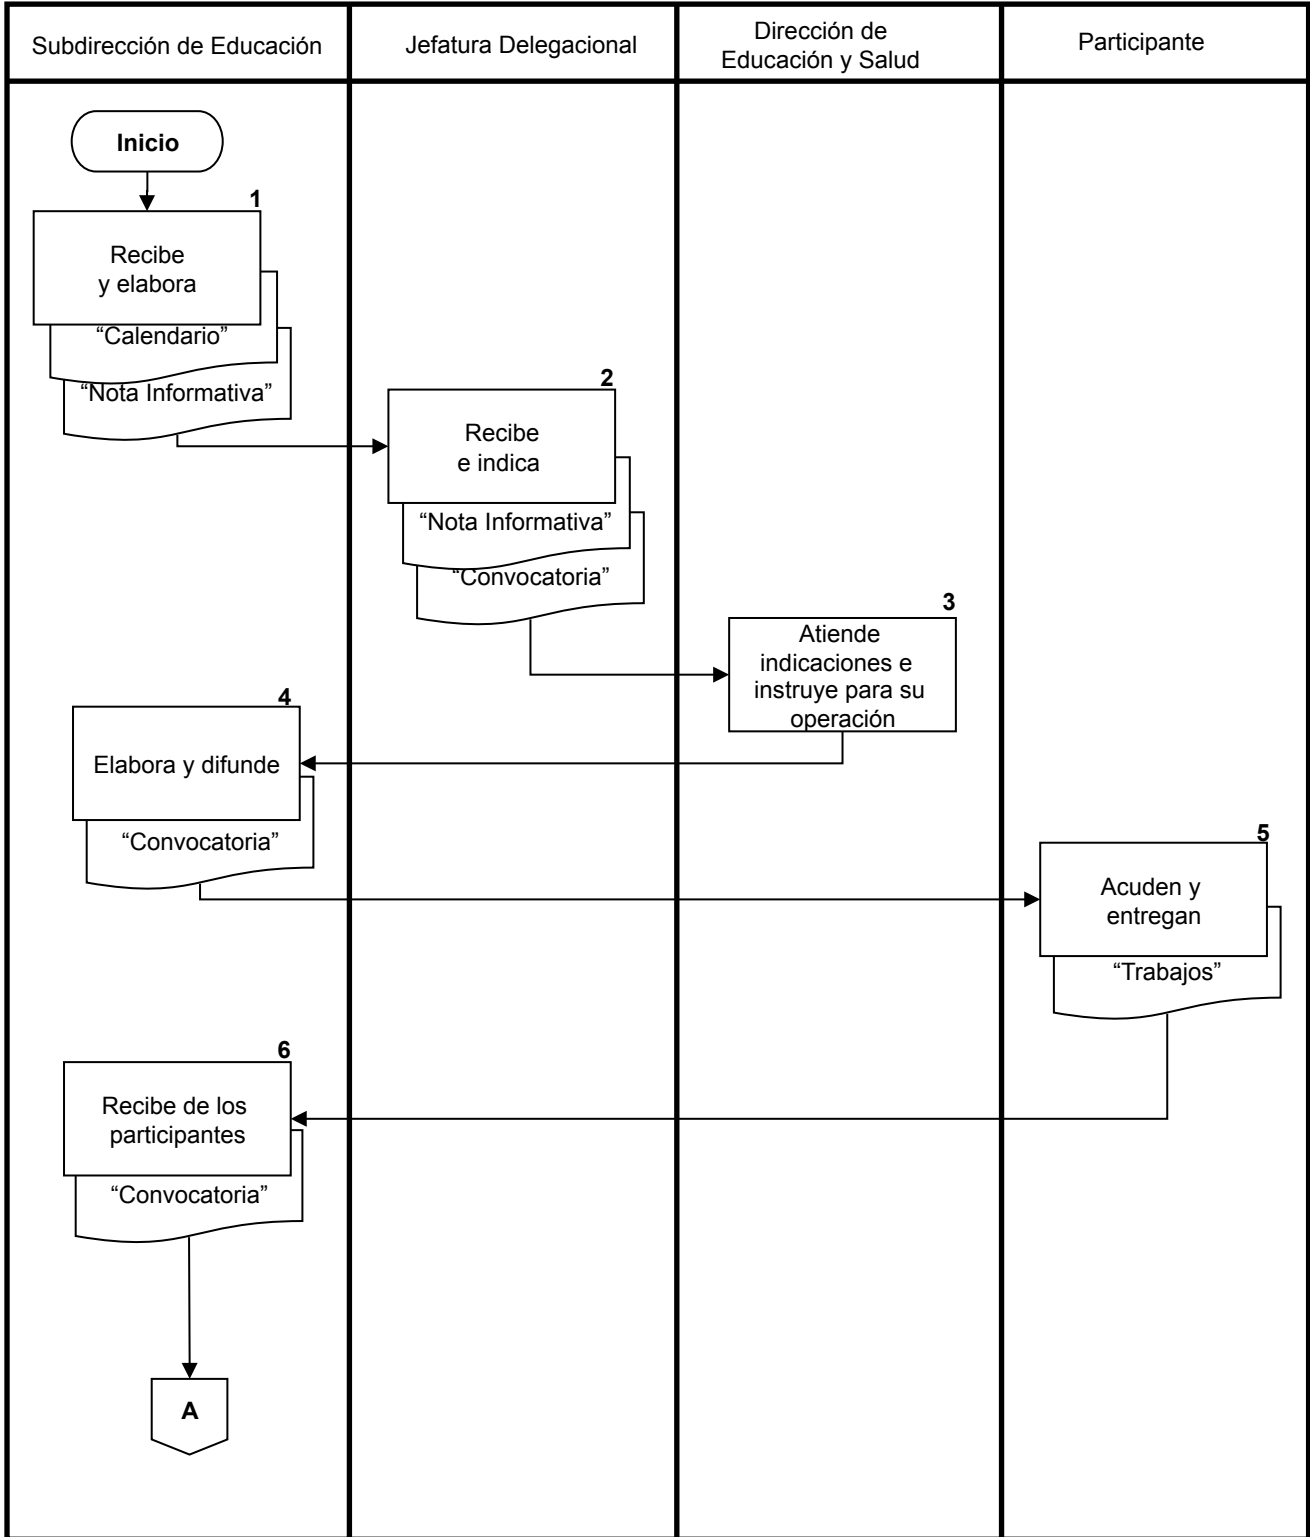 Subdirección de Educación
Jefatura Delegacional
Dirección de
Educación y Salud
Participante
Inicio
1
Recibe
y elabora
“Calendario”
“Nota Informativa”
2
Recibe
e indica
“Nota Informativa”
“Convocatoria”
3
Atiende
indicaciones e
instruye para su
operación
4
Elabora y difunde
“Convocatoria”
5
Acuden y
entregan
“Trabajos”
6
Recibe de los
participantes
“Convocatoria”
A